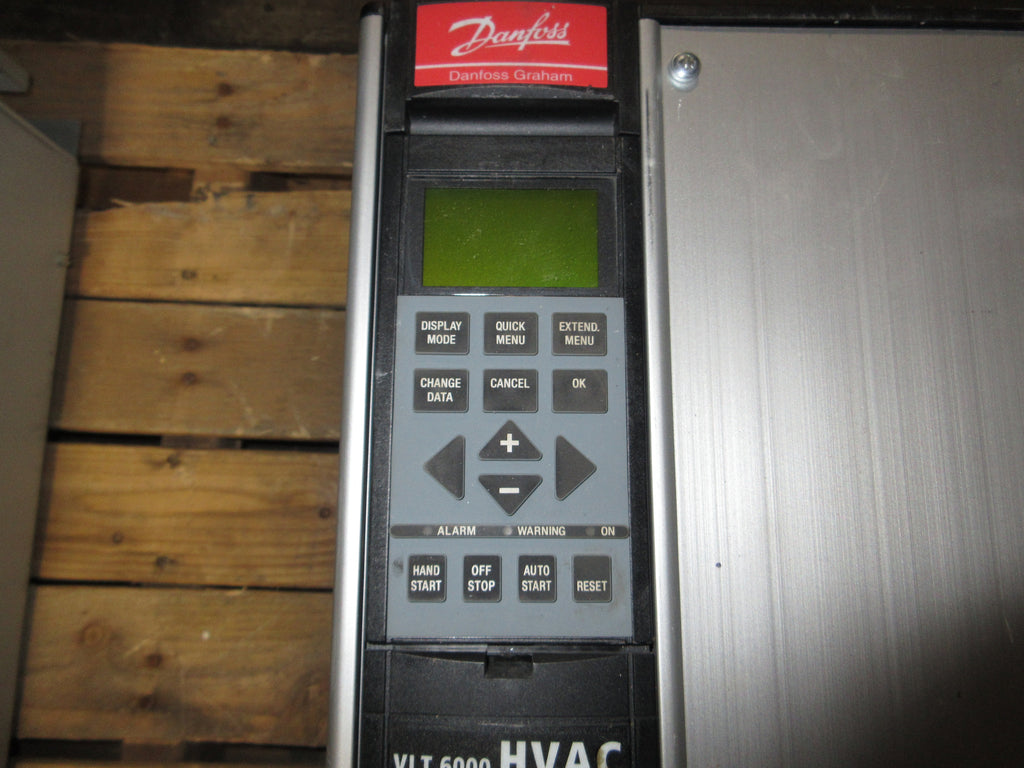 Danfoss
Danfoss Graham
DISPLAY MODE
QUICK MENU
EXTEND. MENU
CHANGE DATA
CANCEL
OK
+
−
ALARM
WARNING
ON
HAND START
OFF STOP
AUTO START
RESET
VLT 6000 HVAC